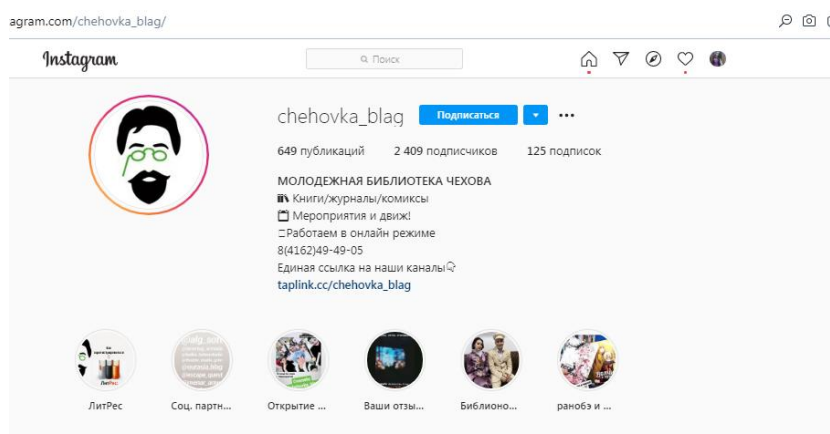 agram.com/chehovka_blag/
Instagram
Поиск
chehovka_blag Подписаться
649 публикаций 2 409 подписчиков 125 подписок
МОЛОДЕЖНАЯ БИБЛИОТЕКА ЧЕХОВА
Книги/журналы/комиксы
Мероприятия и движ!
Работаем в онлайн режиме
8(4162)49-49-05
Единая ссылка на наши каналы
taplink.cc/chehovka_blag
ЛитРес
ЛитРес Соц. партн... Открытие ... Ваши отзы... Библионо... ранобэ и ...